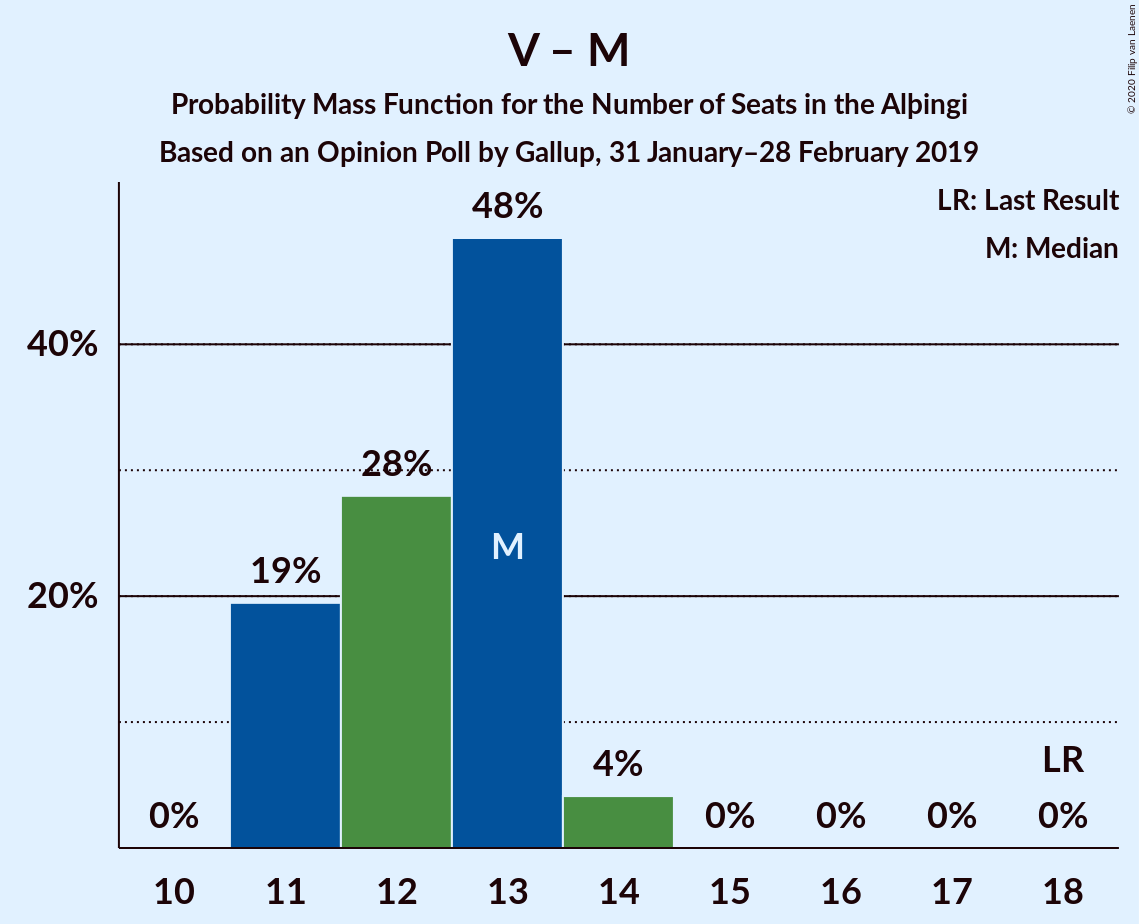 V – M
Probability Mass Function for the Number of Seats in the Alþingi
Based on an Opinion Poll by Gallup, 31 January–28 February 2019
© 2020 Filip van Laenen
LR: Last Result
M: Median
48%
40%
28%
M
19%
20%
4%
LR
0%
0%
0%
0%
0%
10
11
12
13
14
15
16
17
18